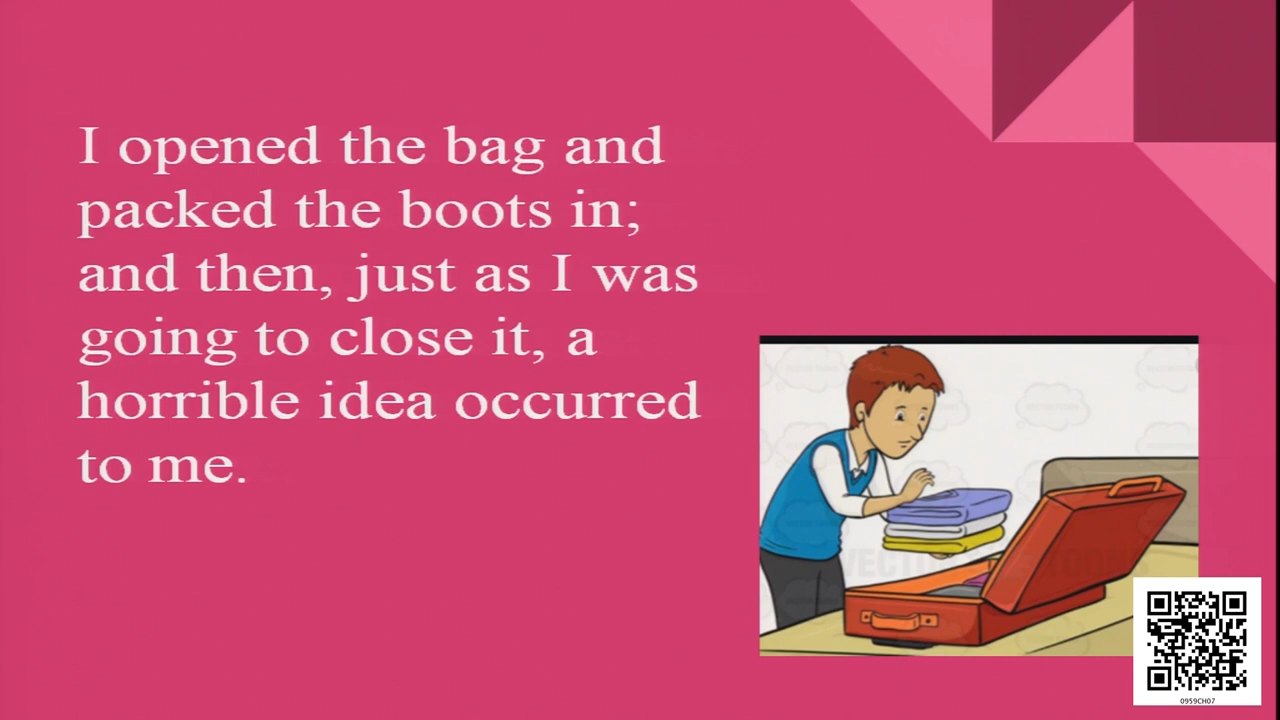 I opened the bag and
packed the boots in;
and then, just as I was
going to close it, a
horrible idea occurred
to me.
0959CH07